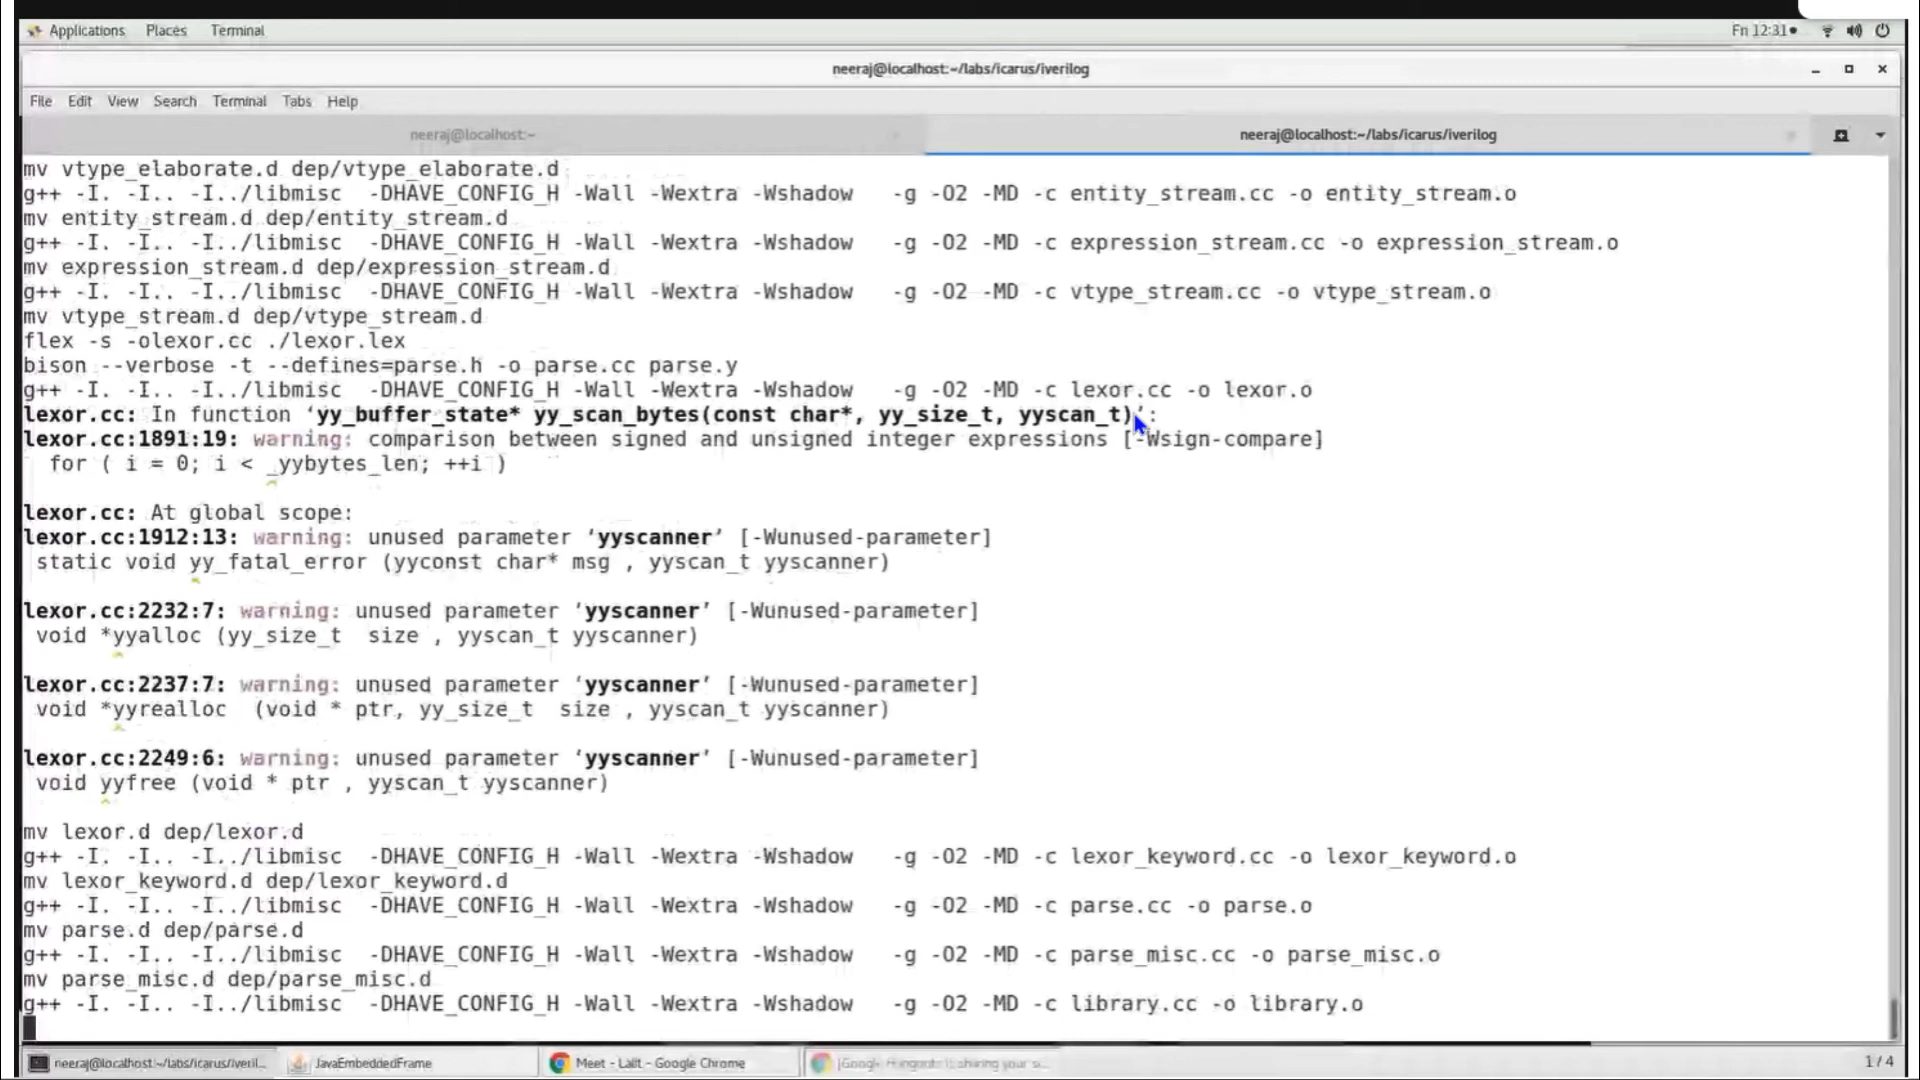 Applications Places Terminal Fri 12:31
neeraj@localhost:~/labs/icarus/iverilog
File Edit View Search Terminal Tabs Help
neeraj@localhost:~ neeraj@localhost:~/labs/icarus/iverilog
mv vtype_elaborate.d dep/vtype_elaborate.d
g++ -I. -I.. -I../libmisc  -DHAVE_CONFIG_H -Wall -Wextra -Wshadow   -g -O2 -MD -c entity_stream.cc -o entity_stream.o
mv entity_stream.d dep/entity_stream.d
g++ -I. -I.. -I../libmisc  -DHAVE_CONFIG_H -Wall -Wextra -Wshadow   -g -O2 -MD -c expression_stream.cc -o expression_stream.o
mv expression_stream.d dep/expression_stream.d
g++ -I. -I.. -I../libmisc  -DHAVE_CONFIG_H -Wall -Wextra -Wshadow   -g -O2 -MD -c vtype_stream.cc -o vtype_stream.o
mv vtype_stream.d dep/vtype_stream.d
flex -s -olexor.cc ./lexor.lex
bison --verbose -t --defines=parse.h -o parse.cc parse.y
g++ -I. -I.. -I../libmisc  -DHAVE_CONFIG_H -Wall -Wextra -Wshadow   -g -O2 -MD -c lexor.cc -o lexor.o
lexor.cc: In function ‘yy_buffer_state* yy_scan_bytes(const char*, yy_size_t, yyscan_t)’:
lexor.cc:1891:19: warning: comparison between signed and unsigned integer expressions [-Wsign-compare]
for ( i = 0; i < _yybytes_len; ++i )
^
lexor.cc: At global scope:
lexor.cc:1912:13: warning: unused parameter ‘yyscanner’ [-Wunused-parameter]
static void yy_fatal_error (yyconst char* msg , yyscan_t yyscanner)
^
lexor.cc:2232:7: warning: unused parameter ‘yyscanner’ [-Wunused-parameter]
void *yyalloc (yy_size_t  size , yyscan_t yyscanner)
^
lexor.cc:2237:7: warning: unused parameter ‘yyscanner’ [-Wunused-parameter]
void *yyrealloc  (void * ptr, yy_size_t  size , yyscan_t yyscanner)
^
lexor.cc:2249:6: warning: unused parameter ‘yyscanner’ [-Wunused-parameter]
void yyfree (void * ptr , yyscan_t yyscanner)
^
mv lexor.d dep/lexor.d
g++ -I. -I.. -I../libmisc  -DHAVE_CONFIG_H -Wall -Wextra -Wshadow   -g -O2 -MD -c lexor_keyword.cc -o lexor_keyword.o
mv lexor_keyword.d dep/lexor_keyword.d
g++ -I. -I.. -I../libmisc  -DHAVE_CONFIG_H -Wall -Wextra -Wshadow   -g -O2 -MD -c parse.cc -o parse.o
mv parse.d dep/parse.d
g++ -I. -I.. -I../libmisc  -DHAVE_CONFIG_H -Wall -Wextra -Wshadow   -g -O2 -MD -c parse_misc.cc -o parse_misc.o
mv parse_misc.d dep/parse_misc.d
g++ -I. -I.. -I../libmisc  -DHAVE_CONFIG_H -Wall -Wextra -Wshadow   -g -O2 -MD -c library.cc -o library.o
neeraj@localhost:~/labs/icarus/iveril... JavaEmbeddedFrame Meet - Lalit - Google Chrome is sharing your s... 1 / 4